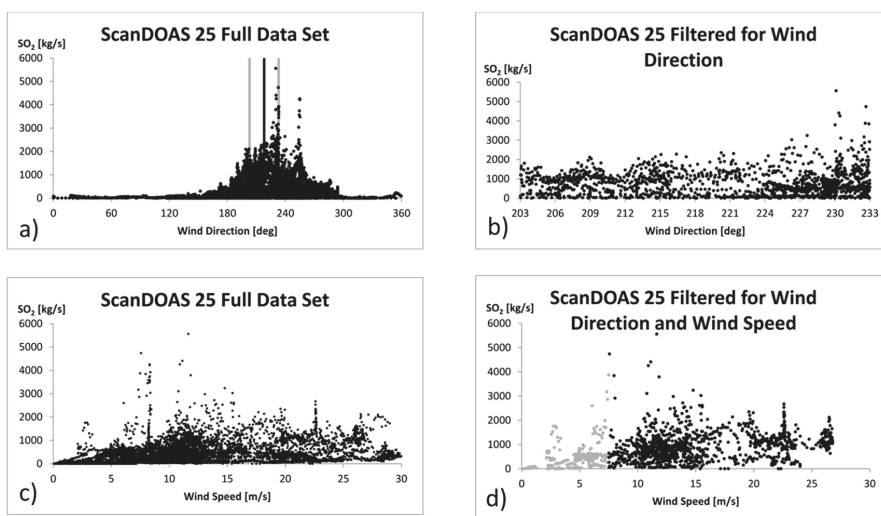 ScanDOAS 25 Full Data Set
SO2 [kg/s]
6000
5000
4000
3000
2000
1000
0
0 60 120 180 240 300 360
Wind Direction [deg]
a)
ScanDOAS 25 Filtered for Wind
Direction
SO2 [kg/s]
6000
5000
4000
3000
2000
1000
0
203 206 209 212 215 218 221 224 227 230 233
Wind Direction [deg]
b)
ScanDOAS 25 Full Data Set
SO2 [kg/s]
6000
5000
4000
3000
2000
1000
0
0 5 10 15 20 25 30
Wind Speed [m/s]
c)
ScanDOAS 25 Filtered for Wind
Direction and Wind Speed
SO2 [kg/s]
6000
5000
4000
3000
2000
1000
0
0 5 10 15 20 25 30
Wind Speed [m/s]
d)